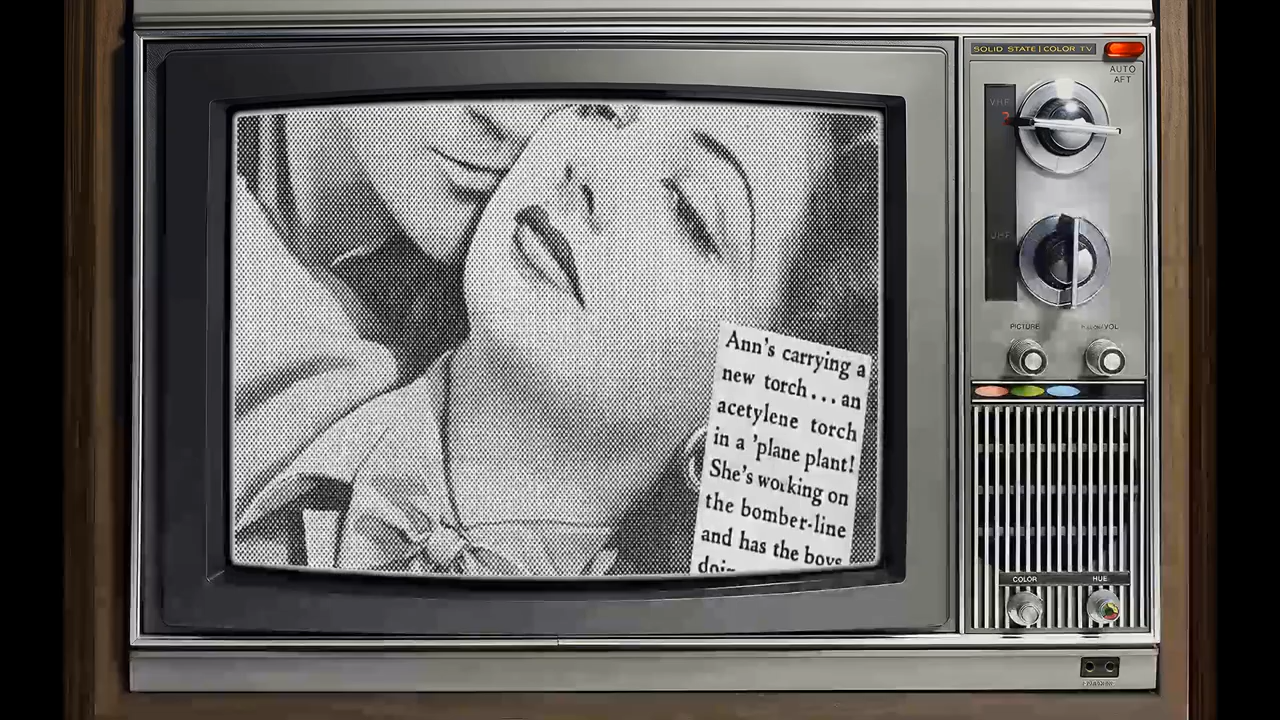 SOLID STATE | COLOR TV
AUTO
AFT
VHF
2
UHF
PICTURE
VOL
Ann's carrying a
new torch...an
acetylene torch
in a 'plane plant!
She's working on
the bomber-line
and has the boys
COLOR
HUE